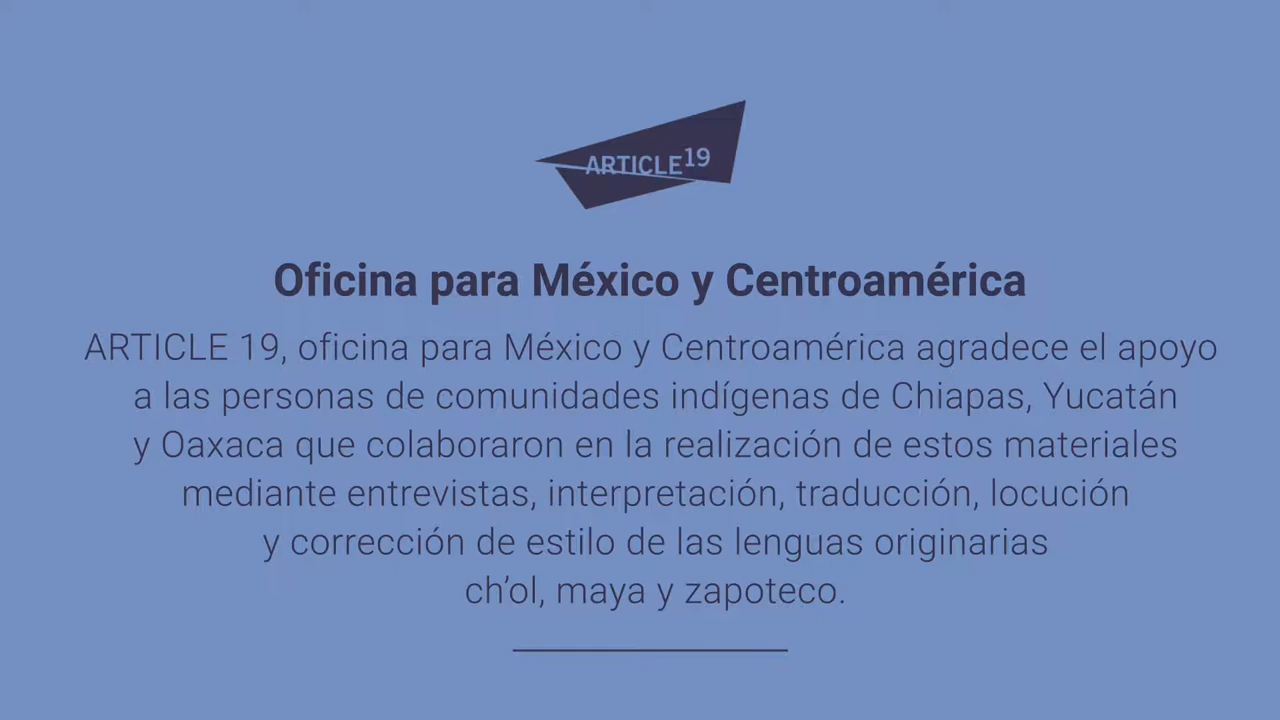 ARTICLE19
Oficina para México y Centroamérica
ARTICLE 19, oficina para México y Centroamérica agradece el apoyo
a las personas de comunidades indígenas de Chiapas, Yucatán
y Oaxaca que colaboraron en la realización de estos materiales
mediante entrevistas, interpretación, traducción, locución
y corrección de estilo de las lenguas originarias
ch’ol, maya y zapoteco.